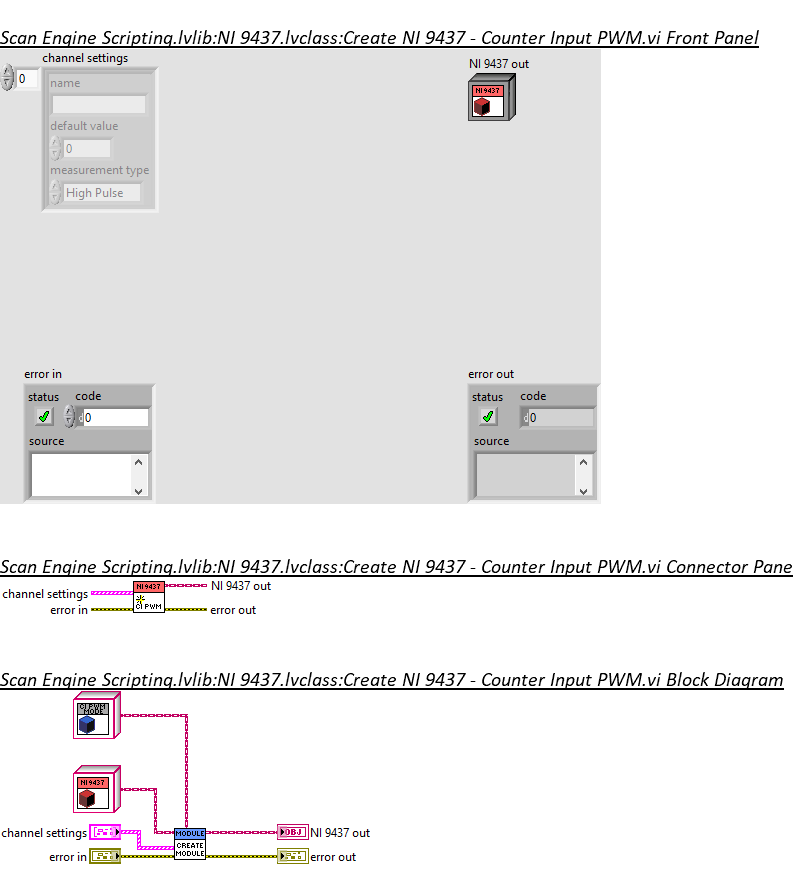 Scan Engine Scripting.lvlib:NI 9437.lvclass:Create NI 9437 - Counter Input PWM.vi Front Panel
channel settings
0
name
default value
0
measurement type
High Pulse
NI 9437 out
NI 9437
error in
status
code
d 0
source
error out
status
code
d 0
source
Scan Engine Scripting.lvlib:NI 9437.lvclass:Create NI 9437 - Counter Input PWM.vi Connector Pane
channel settings
error in
NI 9437
CI PWM
NI 9437 out
error out
Scan Engine Scripting.lvlib:NI 9437.lvclass:Create NI 9437 - Counter Input PWM.vi Block Diagram
CI PWM
MODE
NI 9437
channel settings
error in
MODULE
CREATE
MODULE
OBJ
NI 9437 out
error out